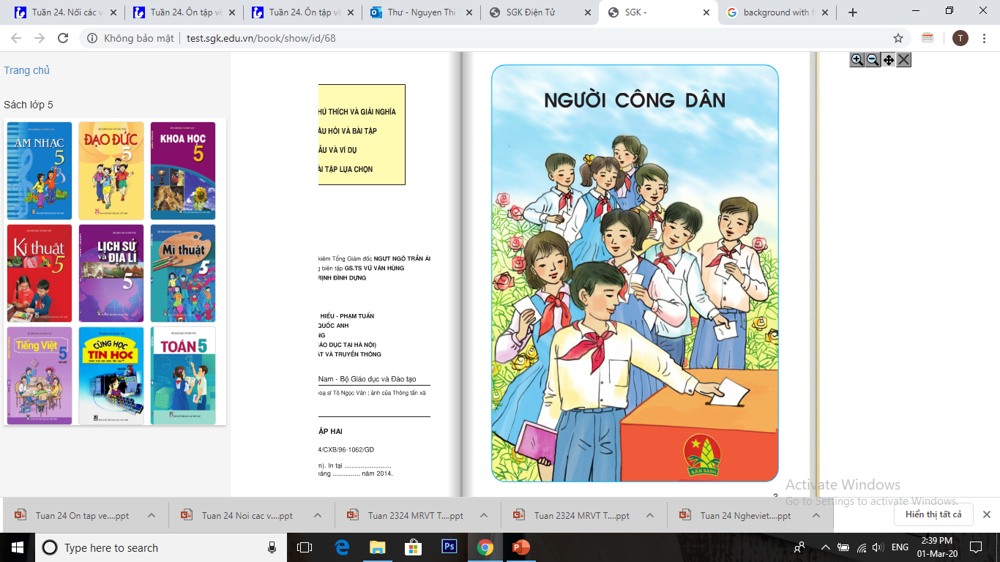 Tuần 24. Nối các v
Tuần 24. Ôn tập về
Tuần 24. Ôn tập về
Thư - Nguyen Thi
SGK Điện Tử
SGK -
background with f
Không bảo mật
test.sgk.edu.vn/book/show/id/68
T
Trang chủ
Sách lớp 5
ÂM NHẠC 5
ĐẠO ĐỨC 5
KHOA HỌC 5
Kĩ thuật 5
LỊCH SỬ và ĐỊA LÍ 5
Mĩ thuật 5
Tiếng Việt 5
CÙNG HỌC TIN HỌC
TOÁN 5
HÚ THÍCH VÀ GIẢI NGHĨA
ÂU HỎI VÀ BÀI TẬP
ẪU VÀ VÍ DỤ
ÀI TẬP LỰA CHỌN
kiêm Tổng Giám đốc NGƯT NGÔ TRẦN ÁI
g biên tập GS.TS VŨ VĂN HÙNG
RỊNH ĐÌNH DỰNG
HIẾU - PHẠM TUẤN
QUỐC ANH
NG
ÁO DỤC TẠI HÀ NỘI)
ẬT VÀ TRUYỀN THÔNG
Nam - Bộ Giáo dục và Đào tạo
hoạ sĩ Tô Ngọc Vân ; ảnh của Thông tấn xã
ẬP HAI
4/CXB/96-1062/GD
m). In tại .........................
háng .............. năm 2014.
NGƯỜI CÔNG DÂN
SẴN SÀNG
3
Activate Windows
Go to Settings to activate Windows.
Tuan 24 On tap ve....ppt
Tuan 24 Noi cac v....ppt
Tuan 2324 MRVT T....ppt
Tuan 2324 MRVT T....ppt
Tuan 24 Ngheviet....ppt
Hiển thị tất cả
Type here to search
Ps
ENG
2:39 PM
01-Mar-20